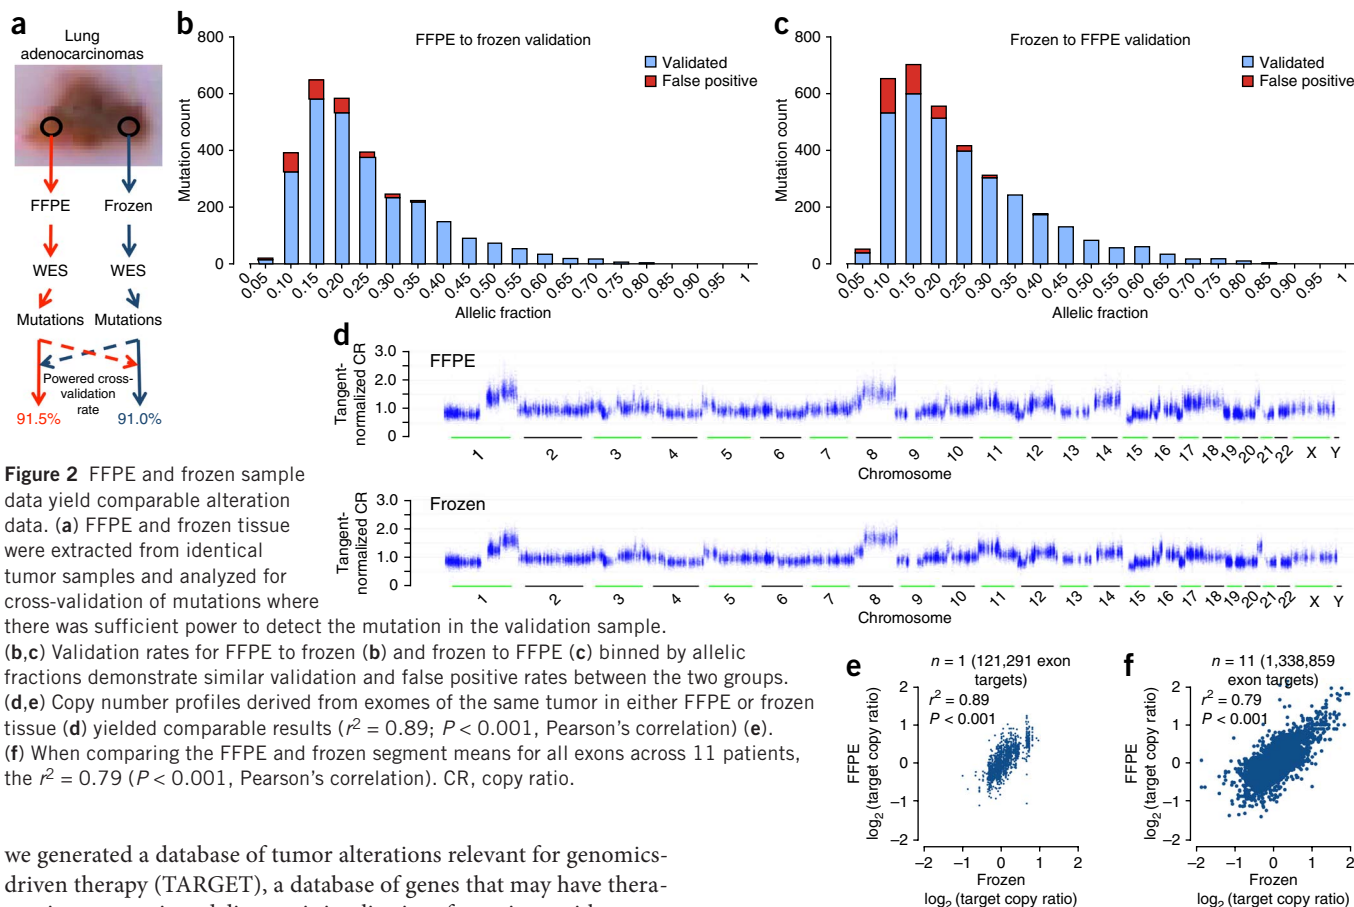 a
Lung
adenocarcinomas
FFPE
Frozen
WES
WES
Mutations
Mutations
Powered cross-
validation
rate
91.5%
91.0%
b
FFPE to frozen validation
Validated
False positive
Mutation count
800
600
400
200
0
0 0.05 0.10 0.15 0.20 0.25 0.30 0.35 0.40 0.45 0.50 0.55 0.60 0.65 0.70 0.75 0.80 0.85 0.90 0.95 1
Allelic fraction
c
Frozen to FFPE validation
Validated
False positive
Mutation count
800
600
400
200
0
0.05 0.10 0.15 0.20 0.25 0.30 0.35 0.40 0.45 0.50 0.55 0.60 0.65 0.70 0.75 0.80 0.85 0.90 0.95 1
Allelic fraction
d
FFPE
Tangent-
normalized CR
3.0
2.0
1.0
0
1 2 3 4 5 6 7 8 9 10 11 12 13 14 15 16 17 18 19 20 21 22 X Y
Chromosome
Frozen
Tangent-
normalized CR
3.0
2.0
1.0
0
1 2 3 4 5 6 7 8 9 10 11 12 13 14 15 16 17 18 19 20 21 22 X Y
Chromosome
Figure 2 FFPE and frozen sample
data yield comparable alteration
data. (a) FFPE and frozen tissue
were extracted from identical
tumor samples and analyzed for
cross-validation of mutations where
there was sufficient power to detect the mutation in the validation sample.
(b,c) Validation rates for FFPE to frozen (b) and frozen to FFPE (c) binned by allelic
fractions demonstrate similar validation and false positive rates between the two groups.
(d,e) Copy number profiles derived from exomes of the same tumor in either FFPE or frozen
tissue (d) yielded comparable results (r² = 0.89; P < 0.001, Pearson's correlation) (e).
(f) When comparing the FFPE and frozen segment means for all exons across 11 patients,
the r² = 0.79 (P < 0.001, Pearson's correlation). CR, copy ratio.
e
n = 1 (121,291 exon
targets)
r² = 0.89
P < 0.001
FFPE
log₂ (target copy ratio)
2
1
0
−1
−2
−2 −1 0 1 2
Frozen
log₂ (target copy ratio)
f
n = 11 (1,338,859
exon targets)
r² = 0.79
P < 0.001
FFPE
log₂ (target copy ratio)
2
1
0
−1
−2
−2 −1 0 1 2
Frozen
log₂ (target copy ratio)
we generated a database of tumor alterations relevant for genomics-
driven therapy (TARGET), a database of genes that may have thera-